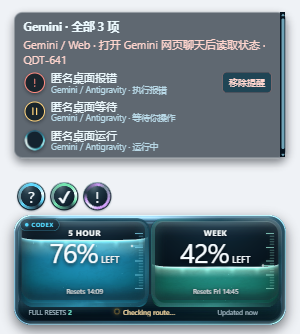 Gemini · 全部 3 项
Gemini / Web · 打开 Gemini 网页聊天后读取状态 ·
QDT-641
匿名桌面报错
Gemini / Antigravity · 执行报错
移除提醒
匿名桌面等待
Gemini / Antigravity · 等待你操作
匿名桌面运行
Gemini / Antigravity · 运行中
? ✓ !
CODEX
5 HOUR
76% LEFT
Resets 14:09
WEEK
42% LEFT
Resets Fri 14:45
FULL RESETS 2
Checking route...
Updated now